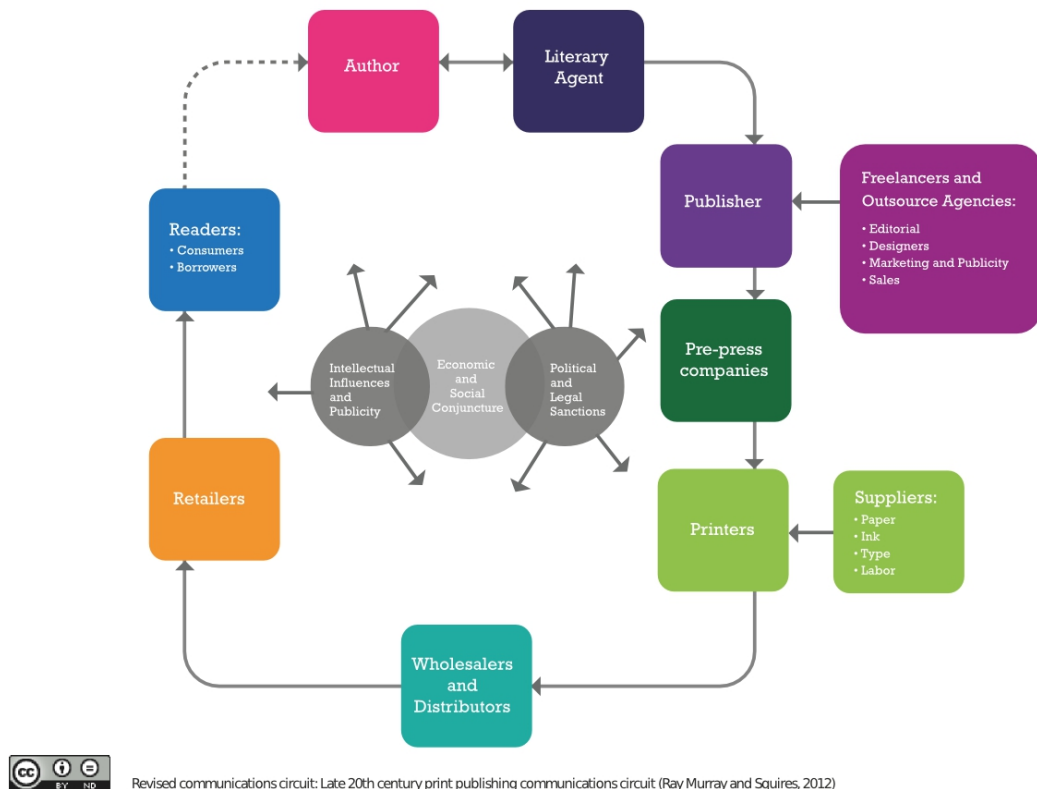 Author
Literary
Agent
Publisher
Freelancers and
Outsource Agencies:
• Editorial
• Designers
• Marketing and Publicity
• Sales
Readers:
• Consumers
• Borrowers
Pre-press
companies
Intellectual
Influences
and
Publicity
Economic
and
Social
Conjuncture
Political
and
Legal
Sanctions
Retailers
Printers
Suppliers:
• Paper
• Ink
• Type
• Labor
Wholesalers
and
Distributors
cc
BY ND
Revised communications circuit: Late 20th century print publishing communications circuit (Ray Murray and Squires, 2012)